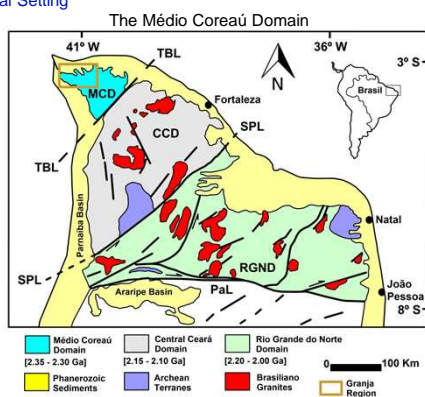 al Setting
The Médio Coreaú Domain
41° W
36° W
3° S
8° S
TBL
MCD
Fortaleza
N
Brasil
CCD
SPL
TBL
Parnaíba Basin
Natal
SPL
RGND
PaL
Araripe Basin
João
Pessoa
Médio Coreaú
Domain
[2.35 - 2.30 Ga]
Central Ceará
Domain
[2.15 - 2.10 Ga]
Rio Grande do Norte
Domain
[2.20 - 2.00 Ga]
0
100 Km
Phanerozoic
Sediments
Archean
Terranes
Brasiliano
Granites
Granja
Region